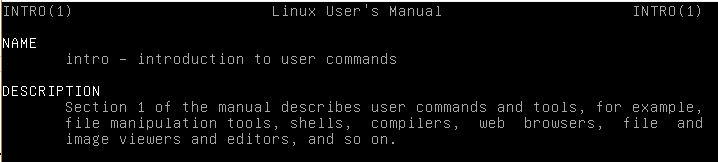 INTRO(1) Linux User's Manual INTRO(1)
NAME
intro – introduction to user commands
DESCRIPTION
Section 1 of the manual describes user commands and tools, for example,
file manipulation tools, shells, compilers, web browsers, file and
image viewers and editors, and so on.